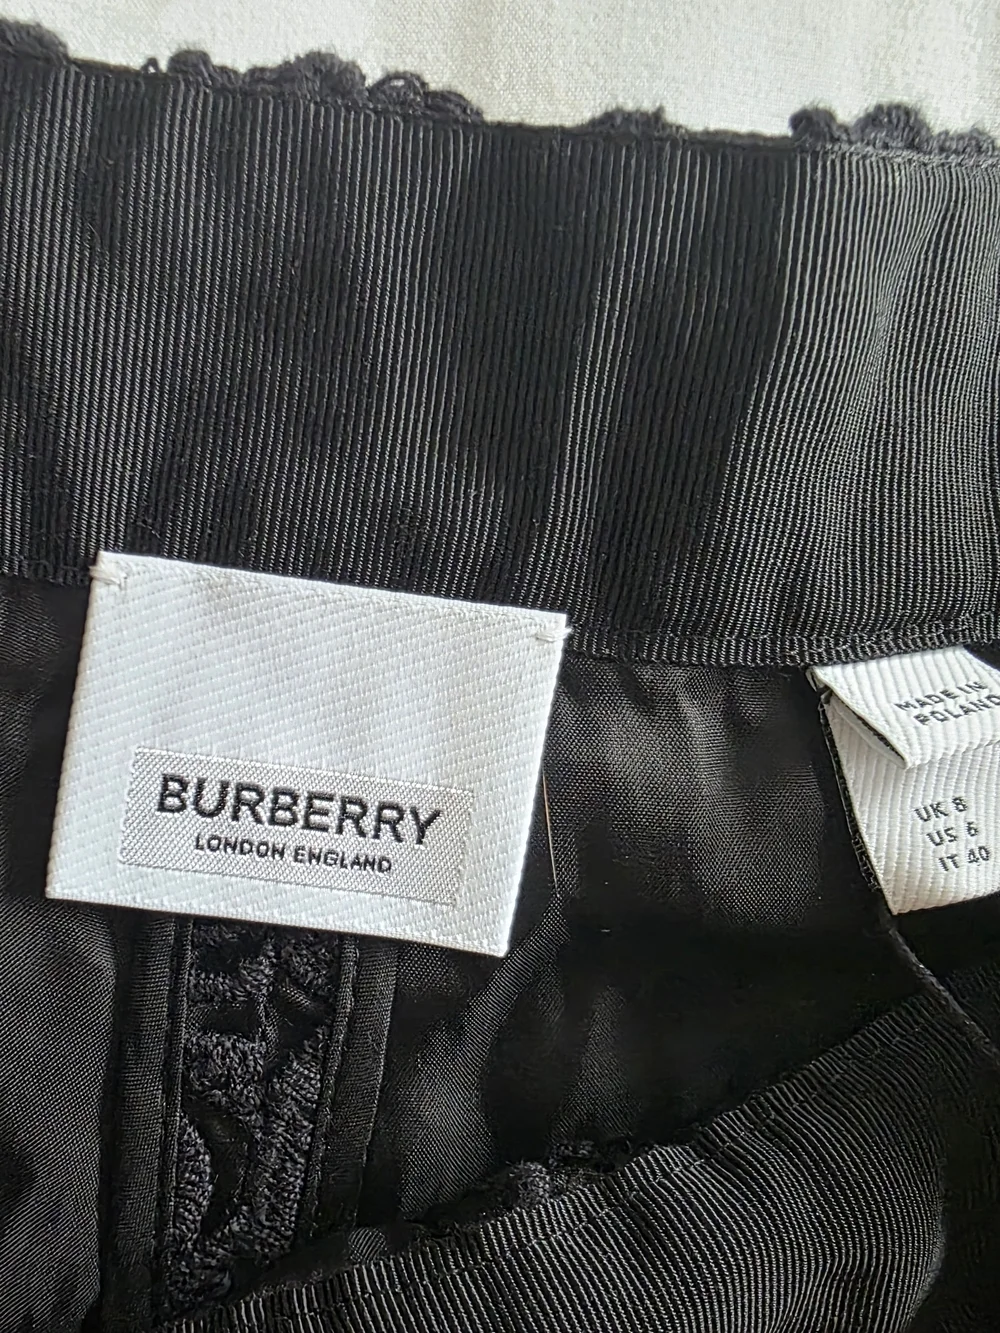 BURBERRY
LONDON ENGLAND
MADE IN
POLAND
UK 8
US 6
IT 40